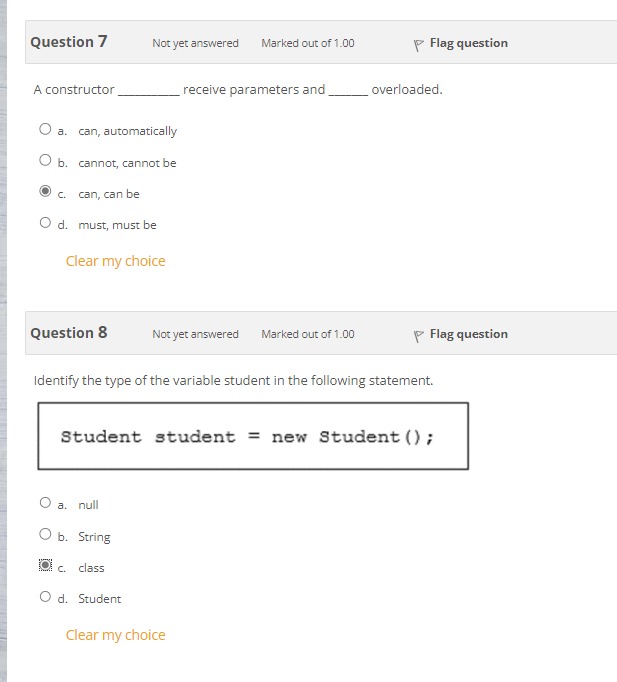 Question 7 Not yet answered Marked out of 1.00 Flag question
A constructor __________ receive parameters and ______ overloaded.
a. can, automatically
b. cannot, cannot be
c. can, can be
d. must, must be
Clear my choice
Question 8 Not yet answered Marked out of 1.00 Flag question
Identify the type of the variable student in the following statement.
Student student = new Student();
a. null
b. String
c. class
d. Student
Clear my choice